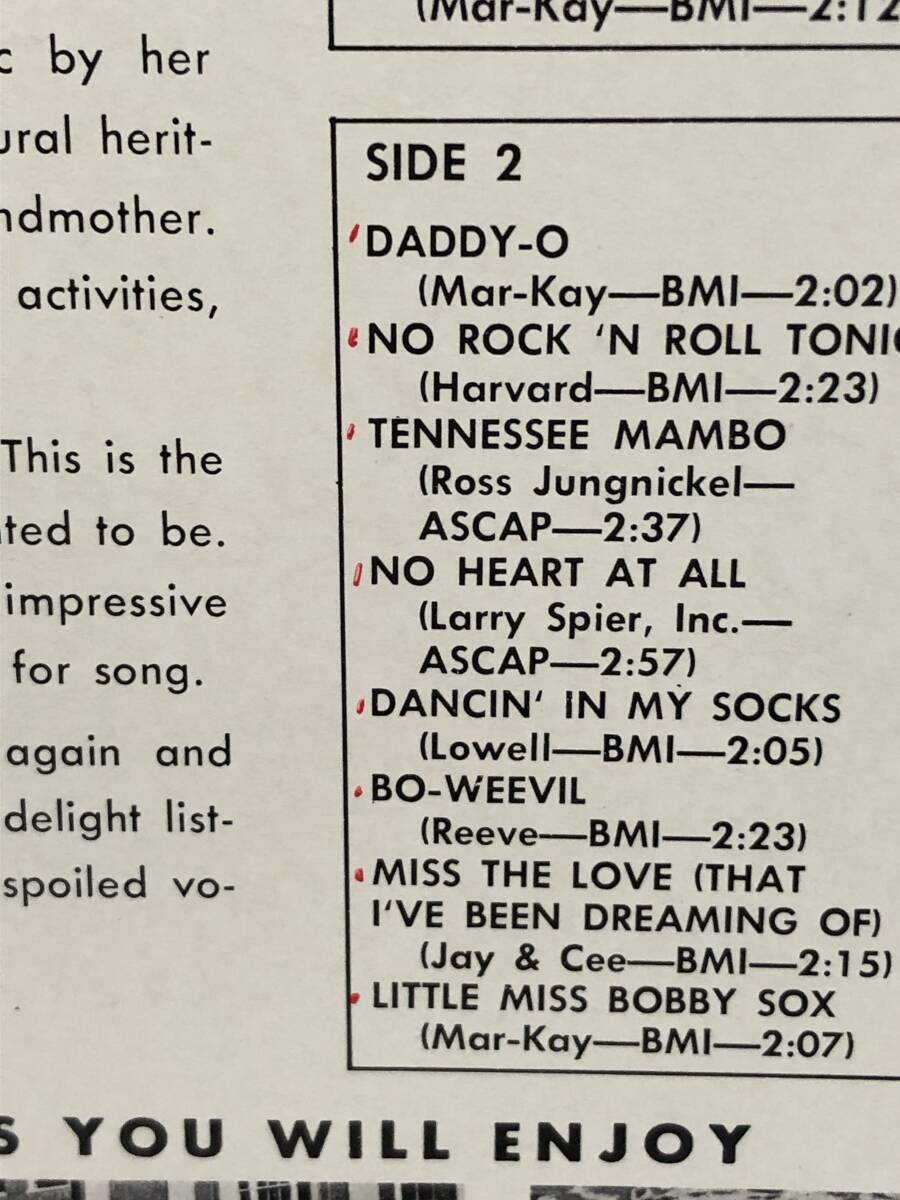 by her
herit-
activities,
This is the
to be.
impressive
for song.
again and
delight list-
spoiled vo-
(Mar-Kay—BMI—2:12
SIDE 2
DADDY-O
(Mar-Kay—BMI—2:02)
NO ROCK 'N ROLL
(Harvard—BMI—2:23)
TENNESSEE MAMBO
(Ross Jungnickel—
ASCAP—2:37)
NO HEART AT ALL
(Larry Spier, Inc.—
ASCAP—2:57)
DANCIN' IN MY SOCKS
(Lowell—BMI—2:05)
BO-WEEVIL
(Reeve—BMI—2:23)
MISS THE LOVE (THAT
I'VE BEEN DREAMING OF)
(Jay & Cee—BMI—2:15)
LITTLE MISS BOBBY SOX
(Mar-Kay—BMI—2:07)
YOU WILL ENJOY